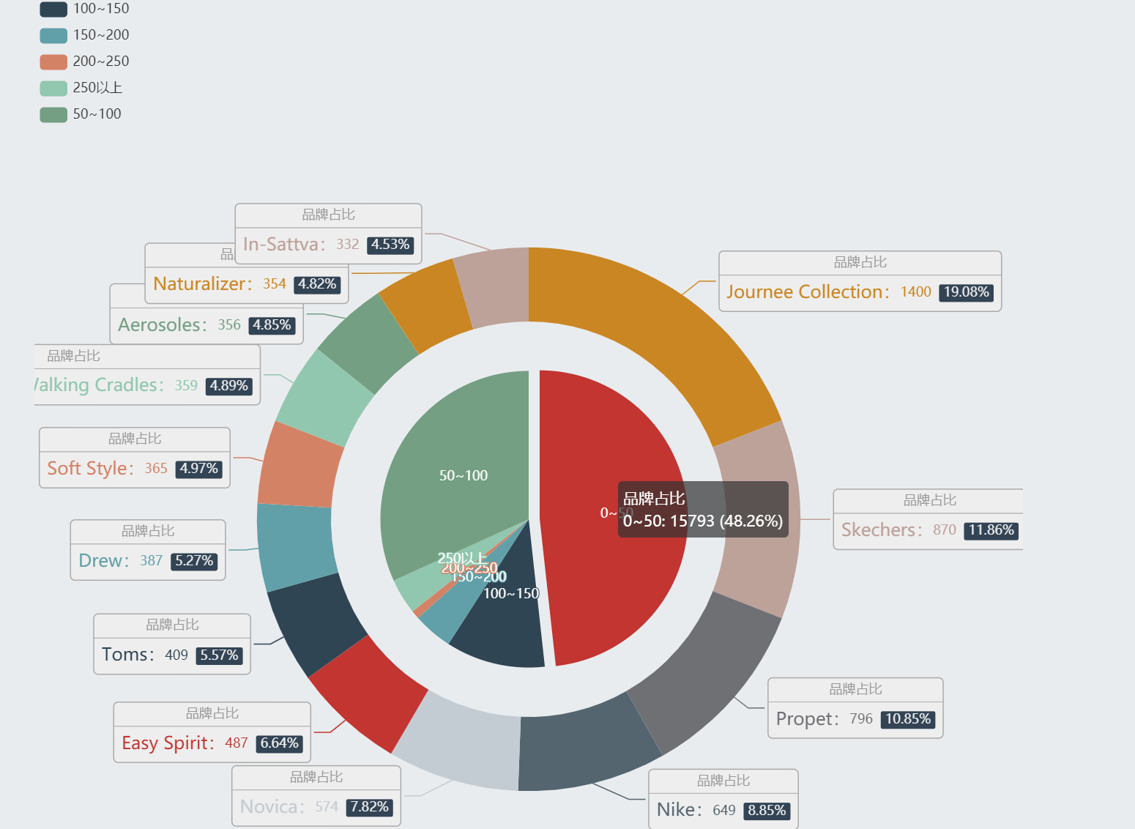 100~150
150~200
200~250
250以上
50~100
品牌占比
In-Sattva： 332 4.53%
Naturalizer： 354 4.82%
Aerosoles： 356 4.85%
品牌占比
Walking Cradles： 359 4.89%
品牌占比
Soft Style： 365 4.97%
品牌占比
Drew： 387 5.27%
品牌占比
Toms： 409 5.57%
品牌占比
Easy Spirit： 487 6.64%
品牌占比
Novica： 574 7.82%
品牌占比
Journee Collection： 1400 19.08%
品牌占比
Skechers： 870 11.86%
品牌占比
Propet： 796 10.85%
品牌占比
Nike： 649 8.85%
50~100
250以上
200~250
150~200
100~150
0~50
品牌占比
0~50: 15793 (48.26%)